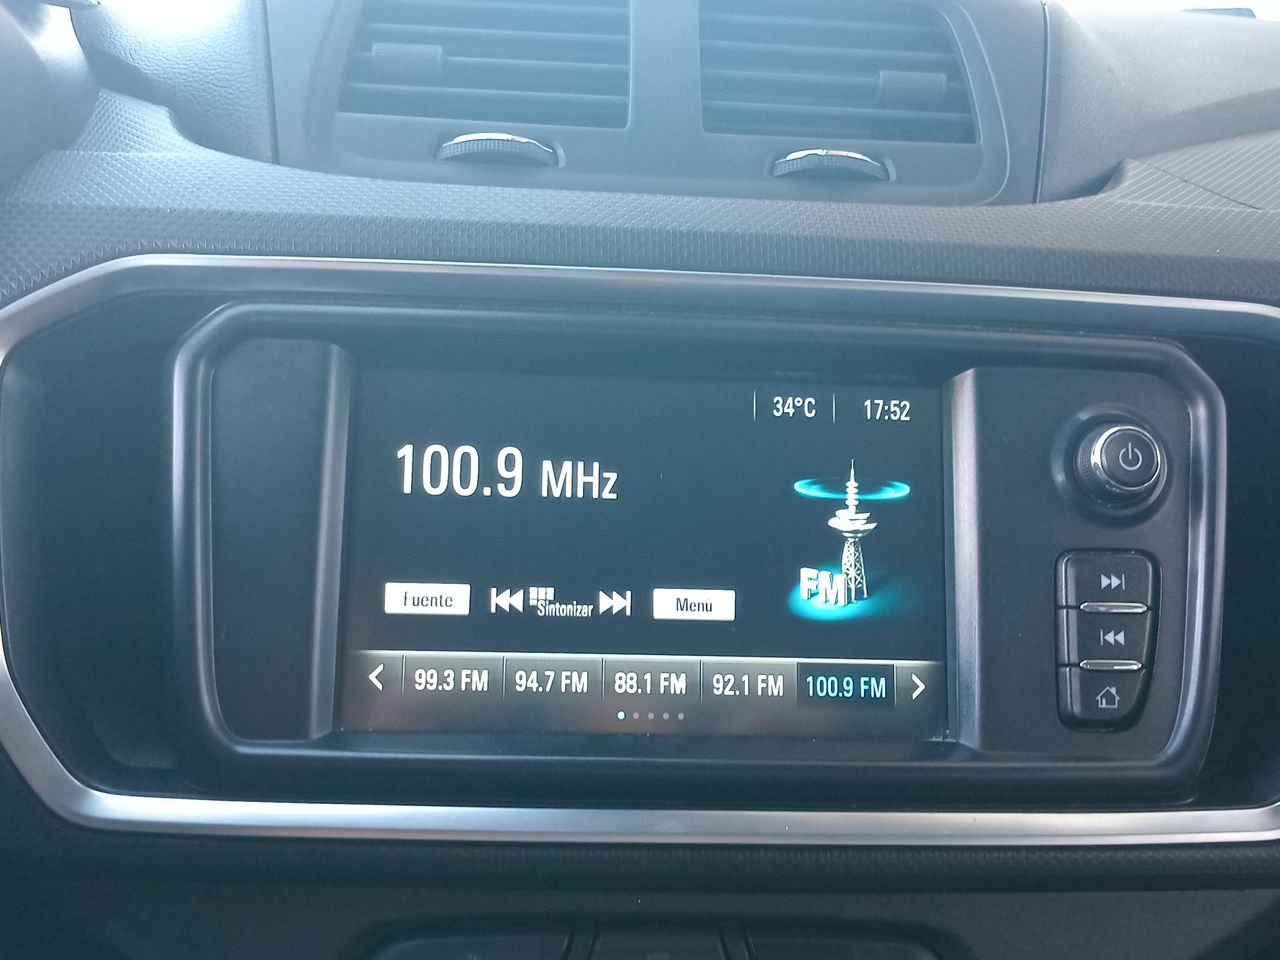 34°C 17:52
100.9 MHz
FM
Fuente Sintonizar Menú
99.3 FM 94.7 FM 88.1 FM 92.1 FM 100.9 FM